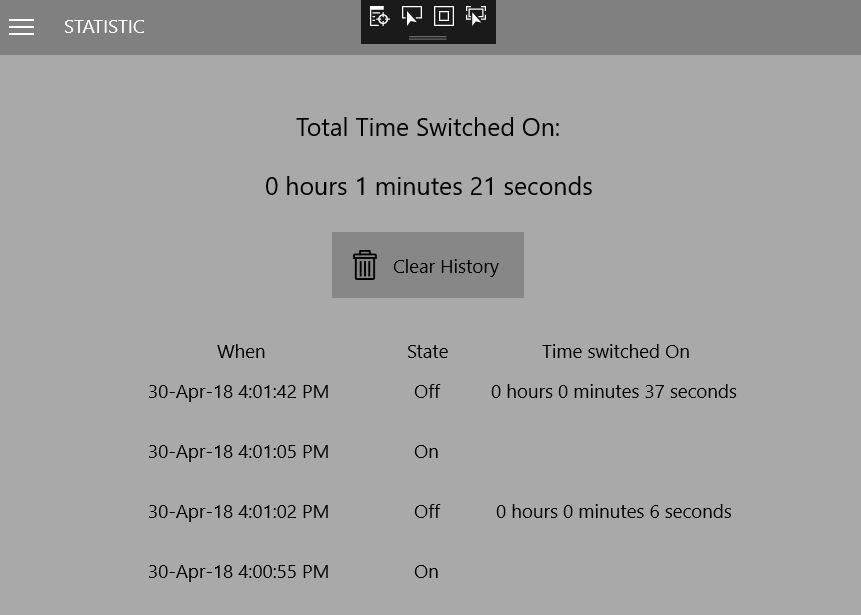 STATISTIC
Total Time Switched On:
0 hours 1 minutes 21 seconds
Clear History
When State Time switched On
30-Apr-18 4:01:42 PM Off 0 hours 0 minutes 37 seconds
30-Apr-18 4:01:05 PM On
30-Apr-18 4:01:02 PM Off 0 hours 0 minutes 6 seconds
30-Apr-18 4:00:55 PM On